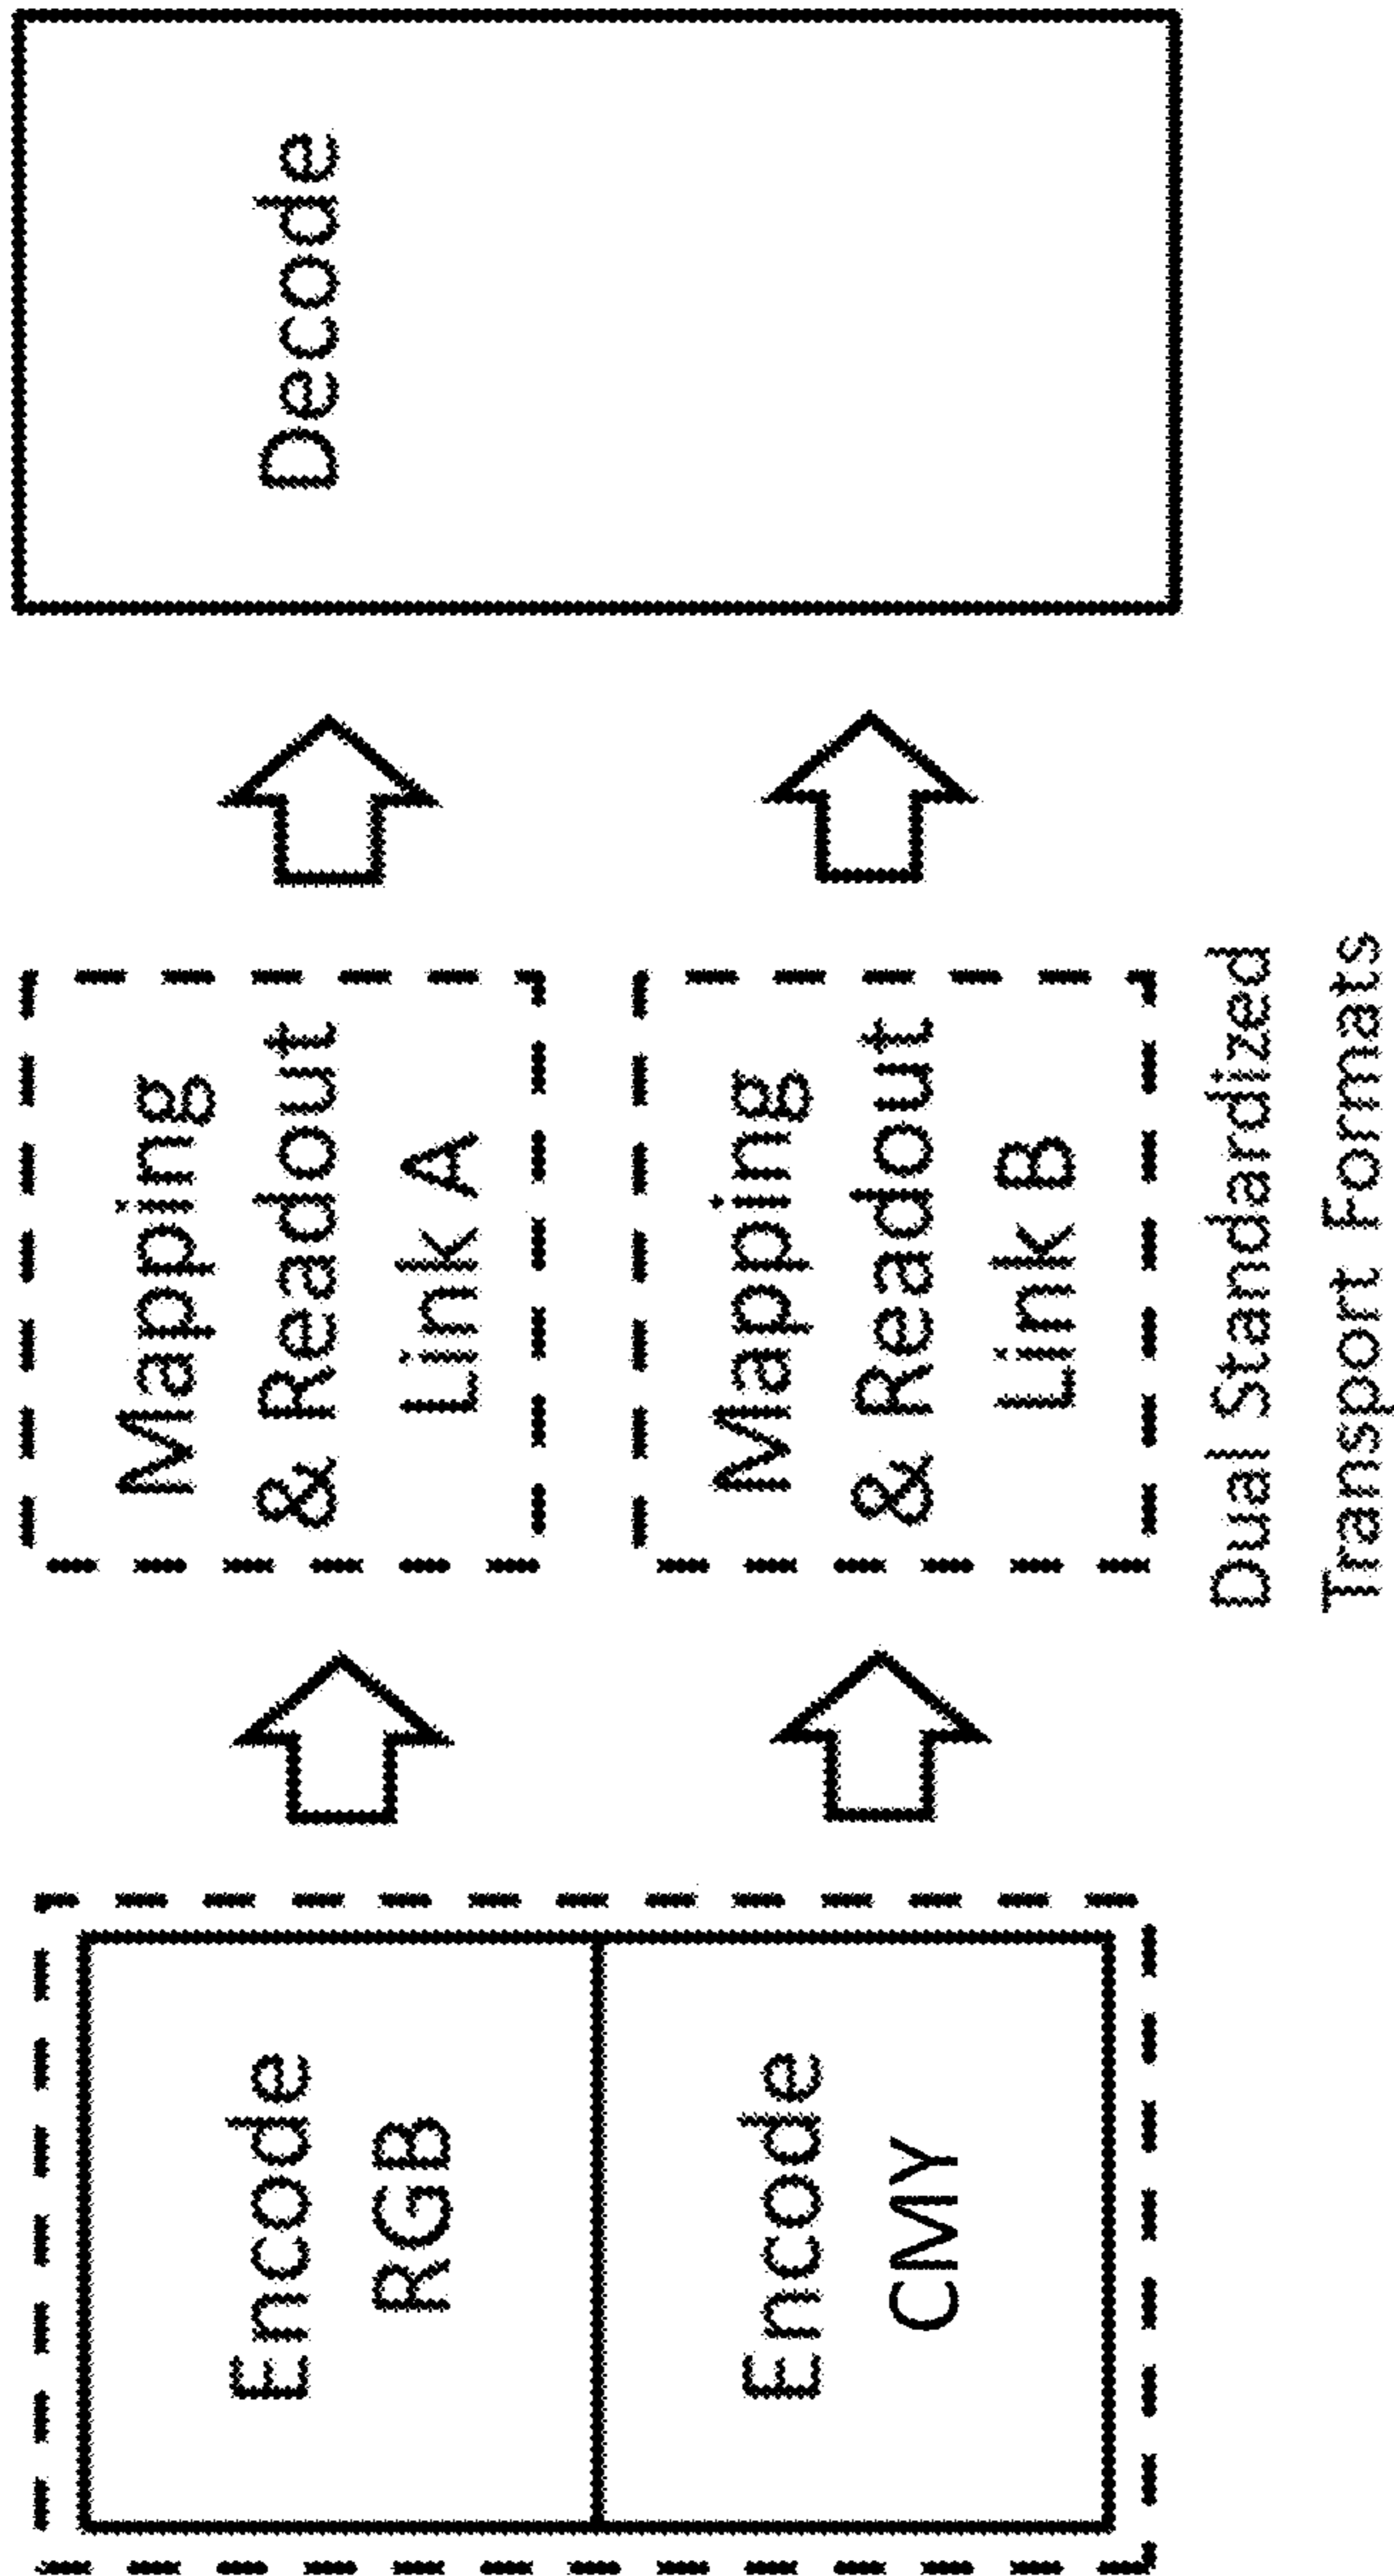 Encode
RGB
Encode
CMY
Mapping
& Readout
Link A
Mapping
& Readout
Link B
Dual Standardized
Transport Formats
Decode